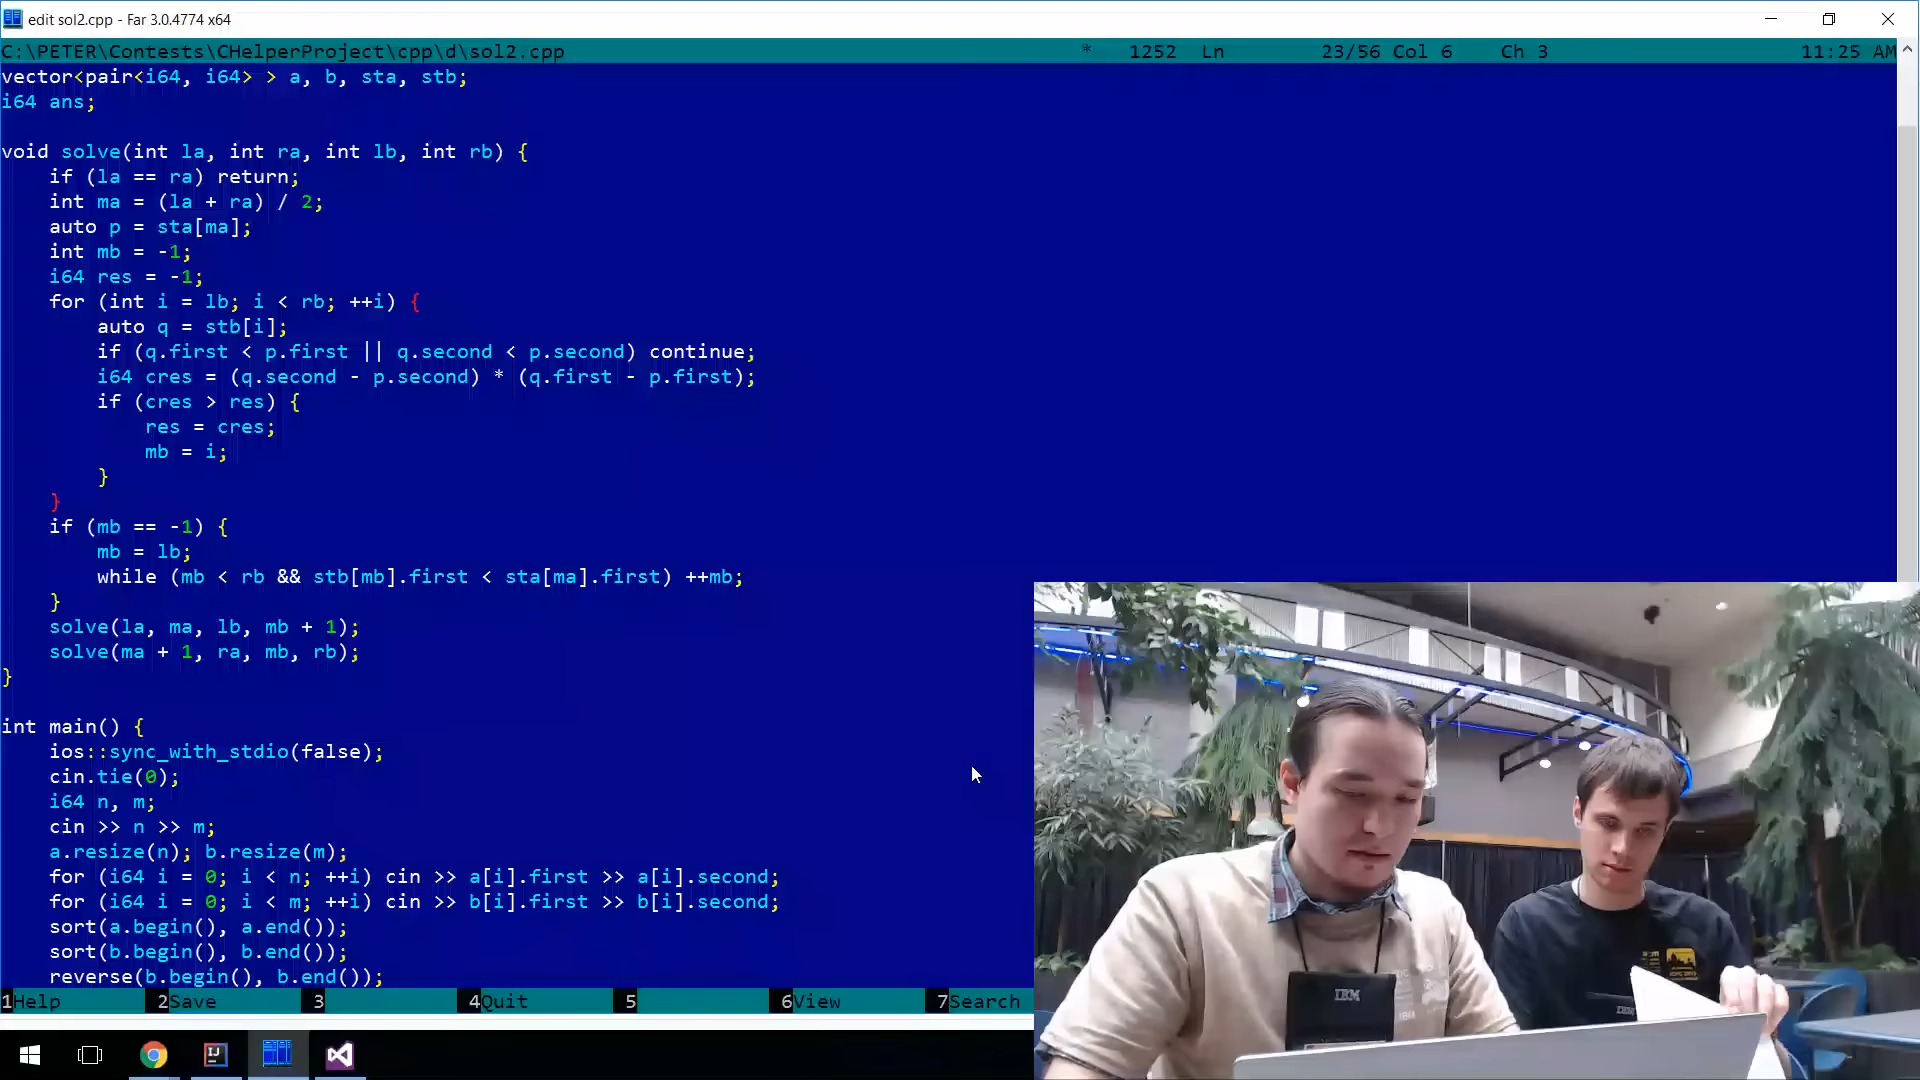 edit sol2.cpp - Far 3.0.4774 x64
C:\PETER\Contests\CHelperProject\cpp\d\sol2.cpp * 1252 Ln 23/56 Col 6 Ch 3 11:25 AM
vector<pair<i64, i64> > a, b, sta, stb;
i64 ans;
void solve(int la, int ra, int lb, int rb) {
    if (la == ra) return;
    int ma = (la + ra) / 2;
    auto p = sta[ma];
    int mb = -1;
    i64 res = -1;
    for (int i = lb; i < rb; ++i) {
        auto q = stb[i];
        if (q.first < p.first || q.second < p.second) continue;
        i64 cres = (q.second - p.second) * (q.first - p.first);
        if (cres > res) {
            res = cres;
            mb = i;
        }
    }
    if (mb == -1) {
        mb = lb;
        while (mb < rb && stb[mb].first < sta[ma].first) ++mb;
    }
    solve(la, ma, lb, mb + 1);
    solve(ma + 1, ra, mb, rb);
}
int main() {
    ios::sync_with_stdio(false);
    cin.tie(0);
    i64 n, m;
    cin >> n >> m;
    a.resize(n); b.resize(m);
    for (i64 i = 0; i < n; ++i) cin >> a[i].first >> a[i].second;
    for (i64 i = 0; i < m; ++i) cin >> b[i].first >> b[i].second;
    sort(a.begin(), a.end());
    sort(b.begin(), b.end());
    reverse(b.begin(), b.end());
1Help 2Save 3 4Quit 5 6View 7Search
IBM
IBM